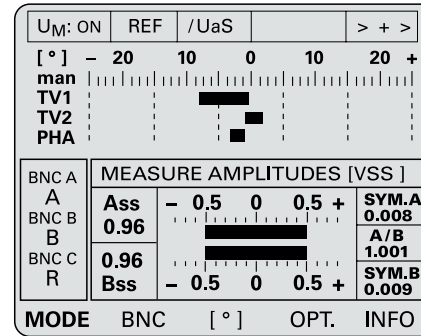 UM: ON REF /UaS > + >
[ ° ] – 20 10 0 10 20 +
man
TV1
TV2
PHA
BNC A
A
BNC B
B
BNC C
R
MEASURE AMPLITUDES [VSS ]
Ass
0.96
– 0.5 0 0.5 +
0.96
Bss
– 0.5 0 0.5 +
SYM.A
0.008
A/B
1.001
SYM.B
0.009
MODE BNC [ ° ] OPT. INFO